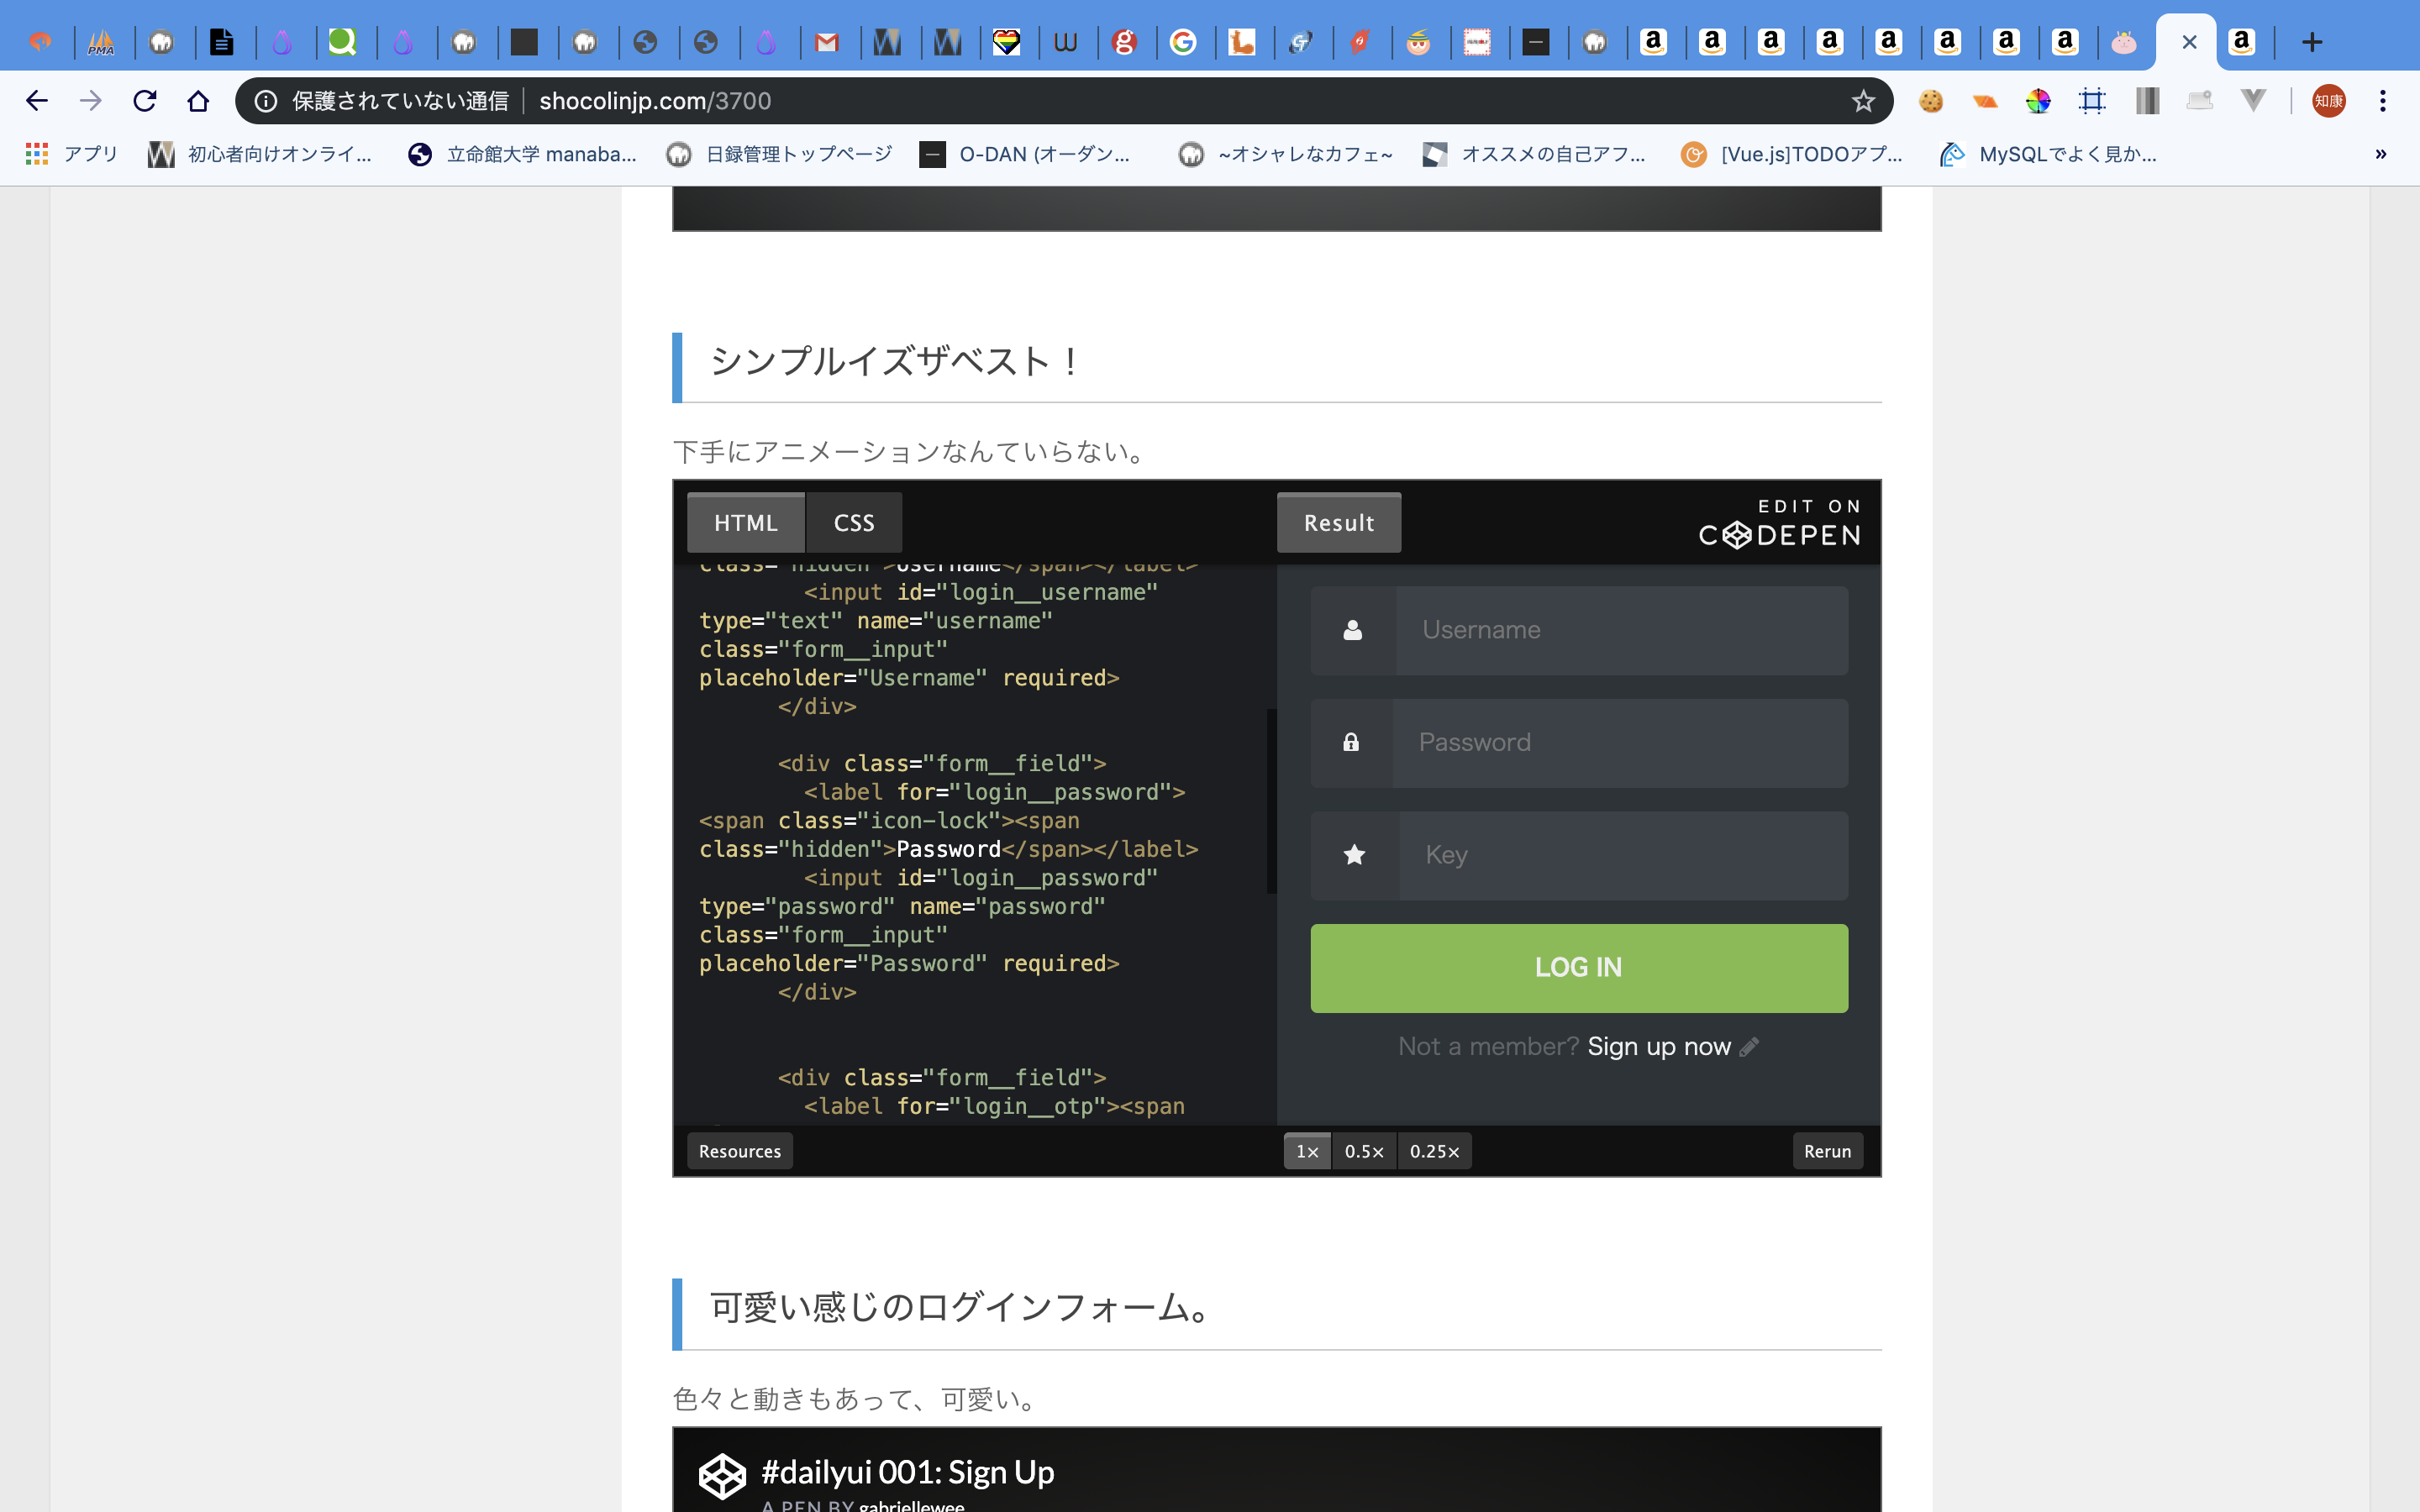 保護されていない通信 shocolinjp.com/3700
知康
アプリ 初心者向けオンライ... 立命館大学 manaba... 日録管理トップページ O-DAN (オーダン... ~オシャレなカフェ~ オススメの自己アフ... [Vue.js]TODOアプ... MySQLでよく見か... »
シンプルイズザベスト！
下手にアニメーションなんていらない。
HTML CSS Result EDIT ON
CODEPEN
class="hidden">Username</span></label>
<input id="login__username"
type="text" name="username"
class="form__input"
placeholder="Username" required>
</div>
<div class="form__field">
<label for="login__password">
<span class="icon-lock"><span
class="hidden">Password</span></label>
<input id="login__password"
type="password" name="password"
class="form__input"
placeholder="Password" required>
</div>
<div class="form__field">
<label for="login__otp"><span
Username
Password
Key
LOG IN
Not a member? Sign up now
Resources 1× 0.5× 0.25× Rerun
可愛い感じのログインフォーム。
色々と動きもあって、可愛い。
#dailyui 001: Sign Up
A PEN BY gabriellewee